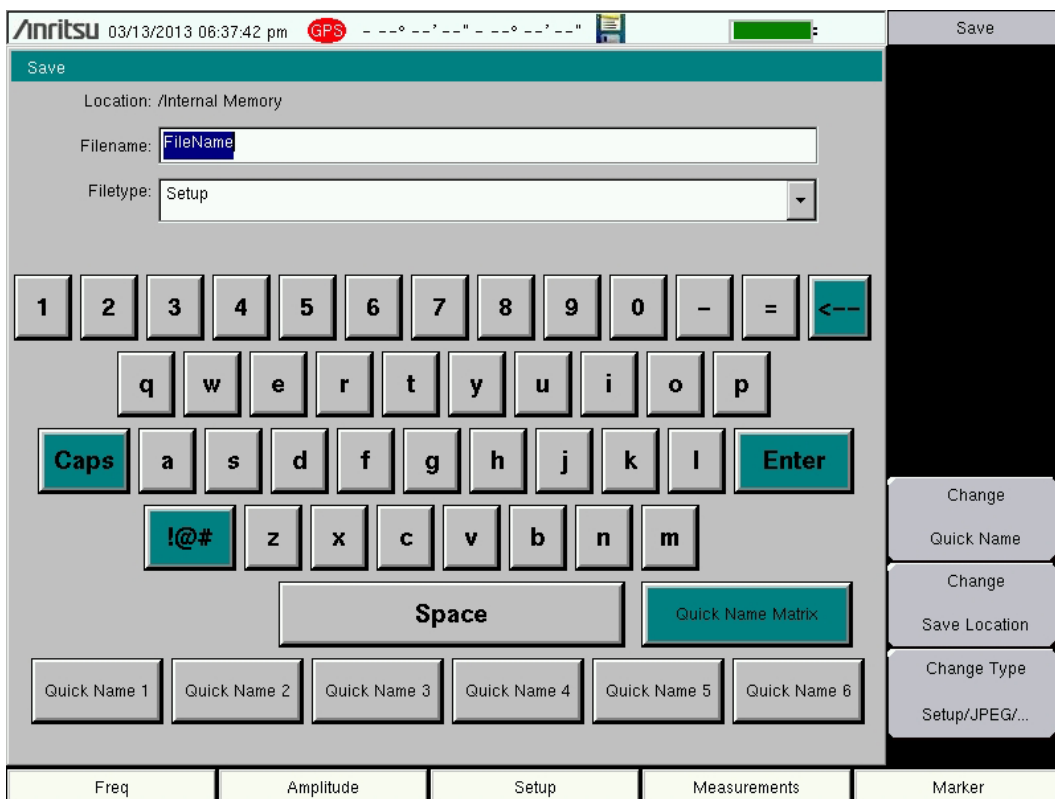 Anritsu 03/13/2013 06:37:42 pm GPS - --° --'--" - --° --'--"
Save
Save
Location: /Internal Memory
Filename: FileName
Filetype: Setup
1 2 3 4 5 6 7 8 9 0 - = <--
q w e r t y u i o p
Caps a s d f g h j k l Enter
!@# z x c v b n m
Space Quick Name Matrix
Quick Name 1 Quick Name 2 Quick Name 3 Quick Name 4 Quick Name 5 Quick Name 6
Change
Quick Name
Change
Save Location
Change Type
Setup/JPEG/...
Freq Amplitude Setup Measurements Marker